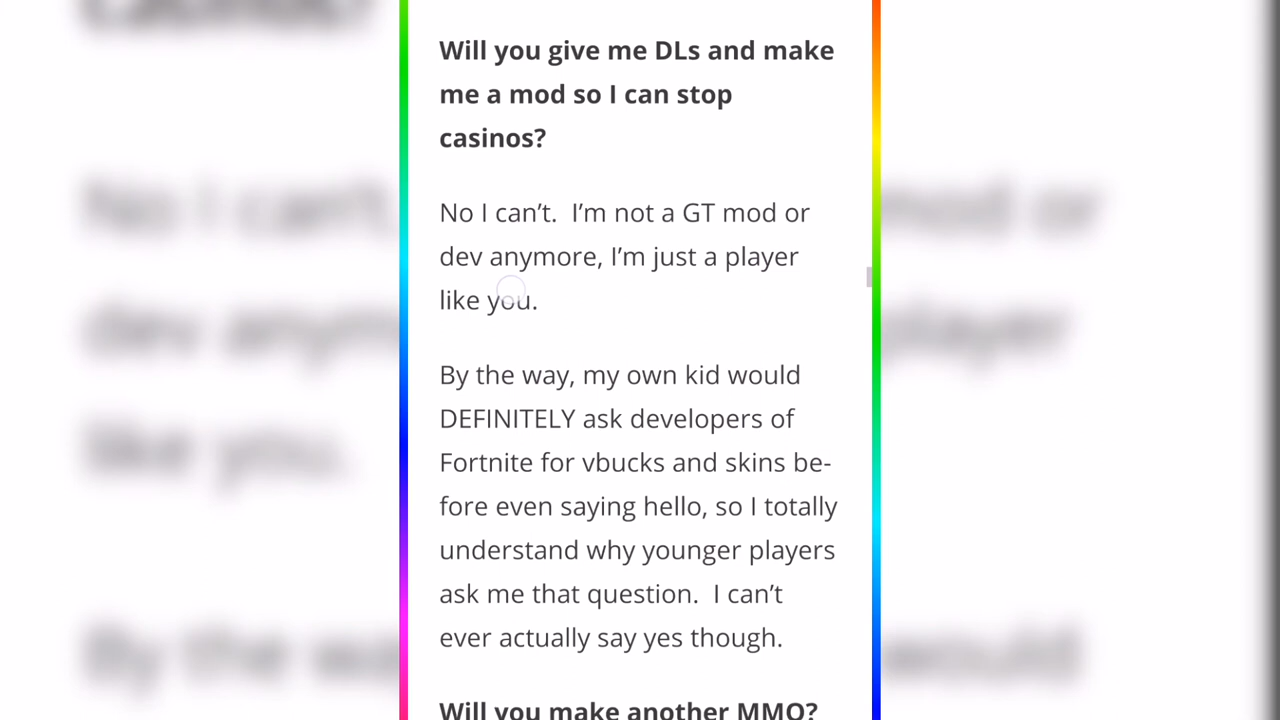 Will you give me DLs and make
me a mod so I can stop
casinos?
No I can’t.  I’m not a GT mod or
dev anymore, I’m just a player
like you.
By the way, my own kid would
DEFINITELY ask developers of
Fortnite for vbucks and skins be-
fore even saying hello, so I totally
understand why younger players
ask me that question.  I can’t
ever actually say yes though.
Will you make another MMO?